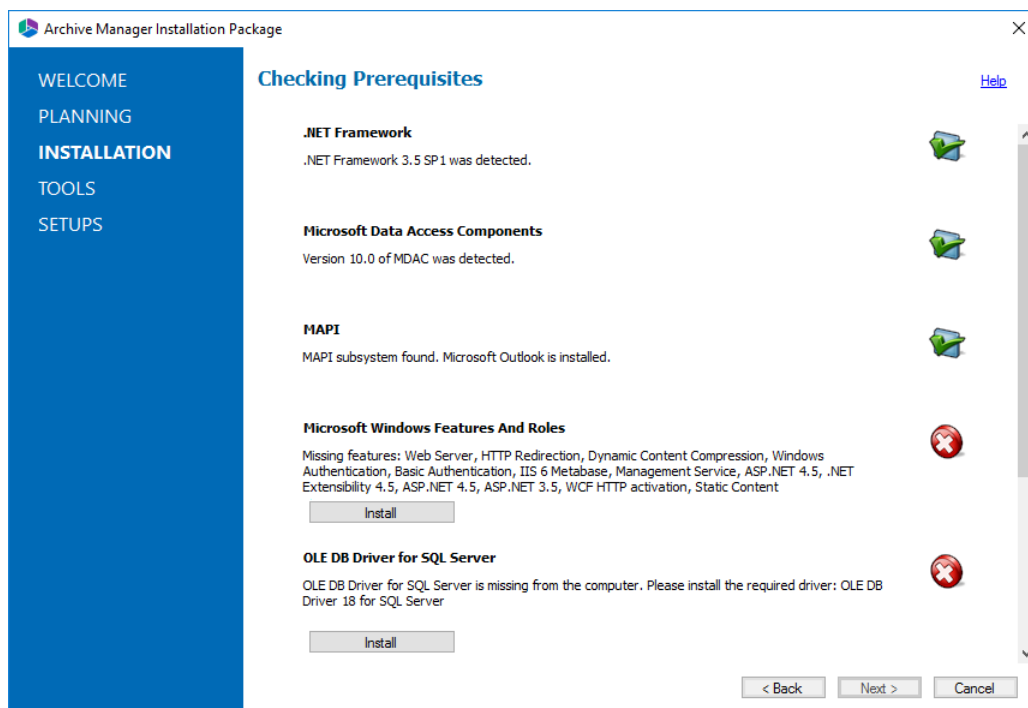 Archive Manager Installation Package
WELCOME
PLANNING
INSTALLATION
TOOLS
SETUPS
Checking Prerequisites
Help
.NET Framework
.NET Framework 3.5 SP1 was detected.
Microsoft Data Access Components
Version 10.0 of MDAC was detected.
MAPI
MAPI subsystem found. Microsoft Outlook is installed.
Microsoft Windows Features And Roles
Missing features: Web Server, HTTP Redirection, Dynamic Content Compression, Windows
Authentication, Basic Authentication, IIS 6 Metabase, Management Service, ASP.NET 4.5, .NET
Extensibility 4.5, ASP.NET 4.5, ASP.NET 3.5, WCF HTTP activation, Static Content
Install
OLE DB Driver for SQL Server
OLE DB Driver for SQL Server is missing from the computer. Please install the required driver: OLE DB
Driver 18 for SQL Server
Install
< Back
Next >
Cancel